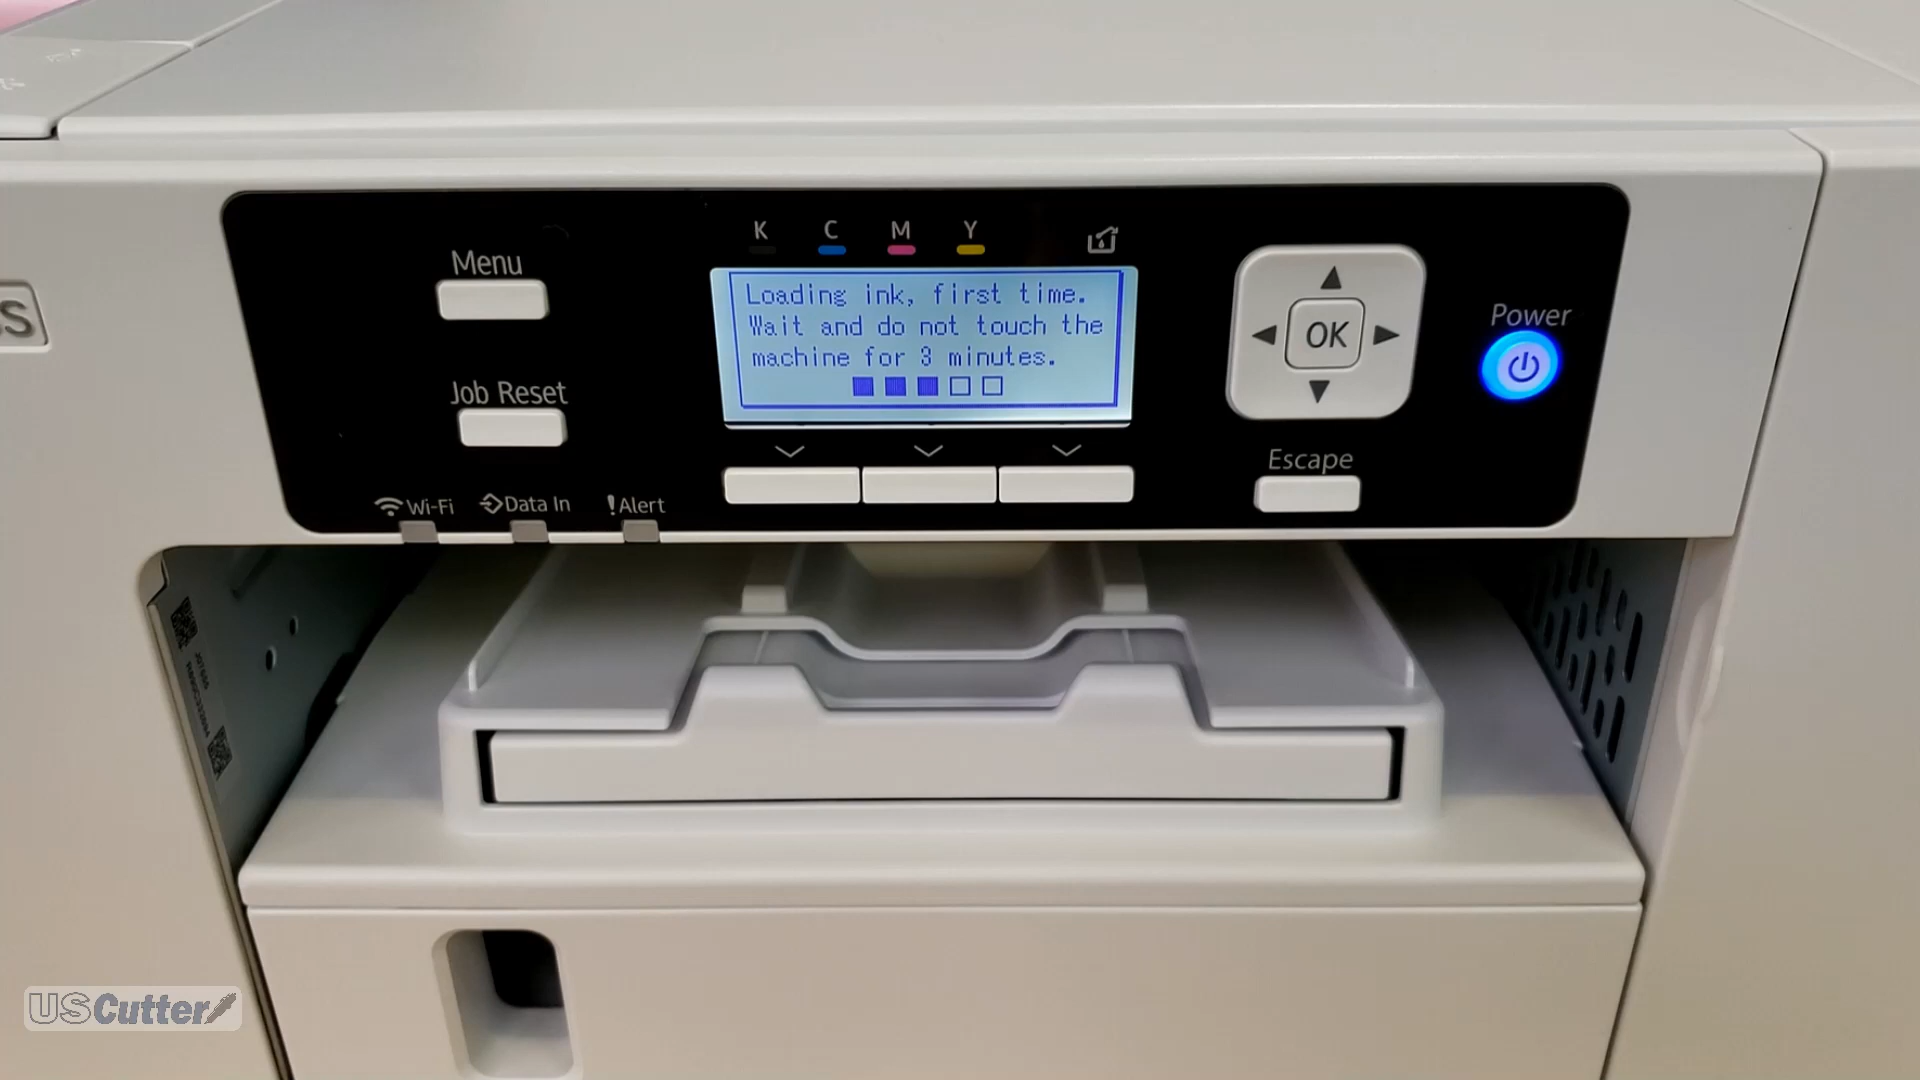 K C M Y
Menu
Loading ink, first time.
Wait and do not touch the
machine for 3 minutes.
OK
Power
Job Reset
Escape
Wi-Fi Data In !Alert
S
USCutter